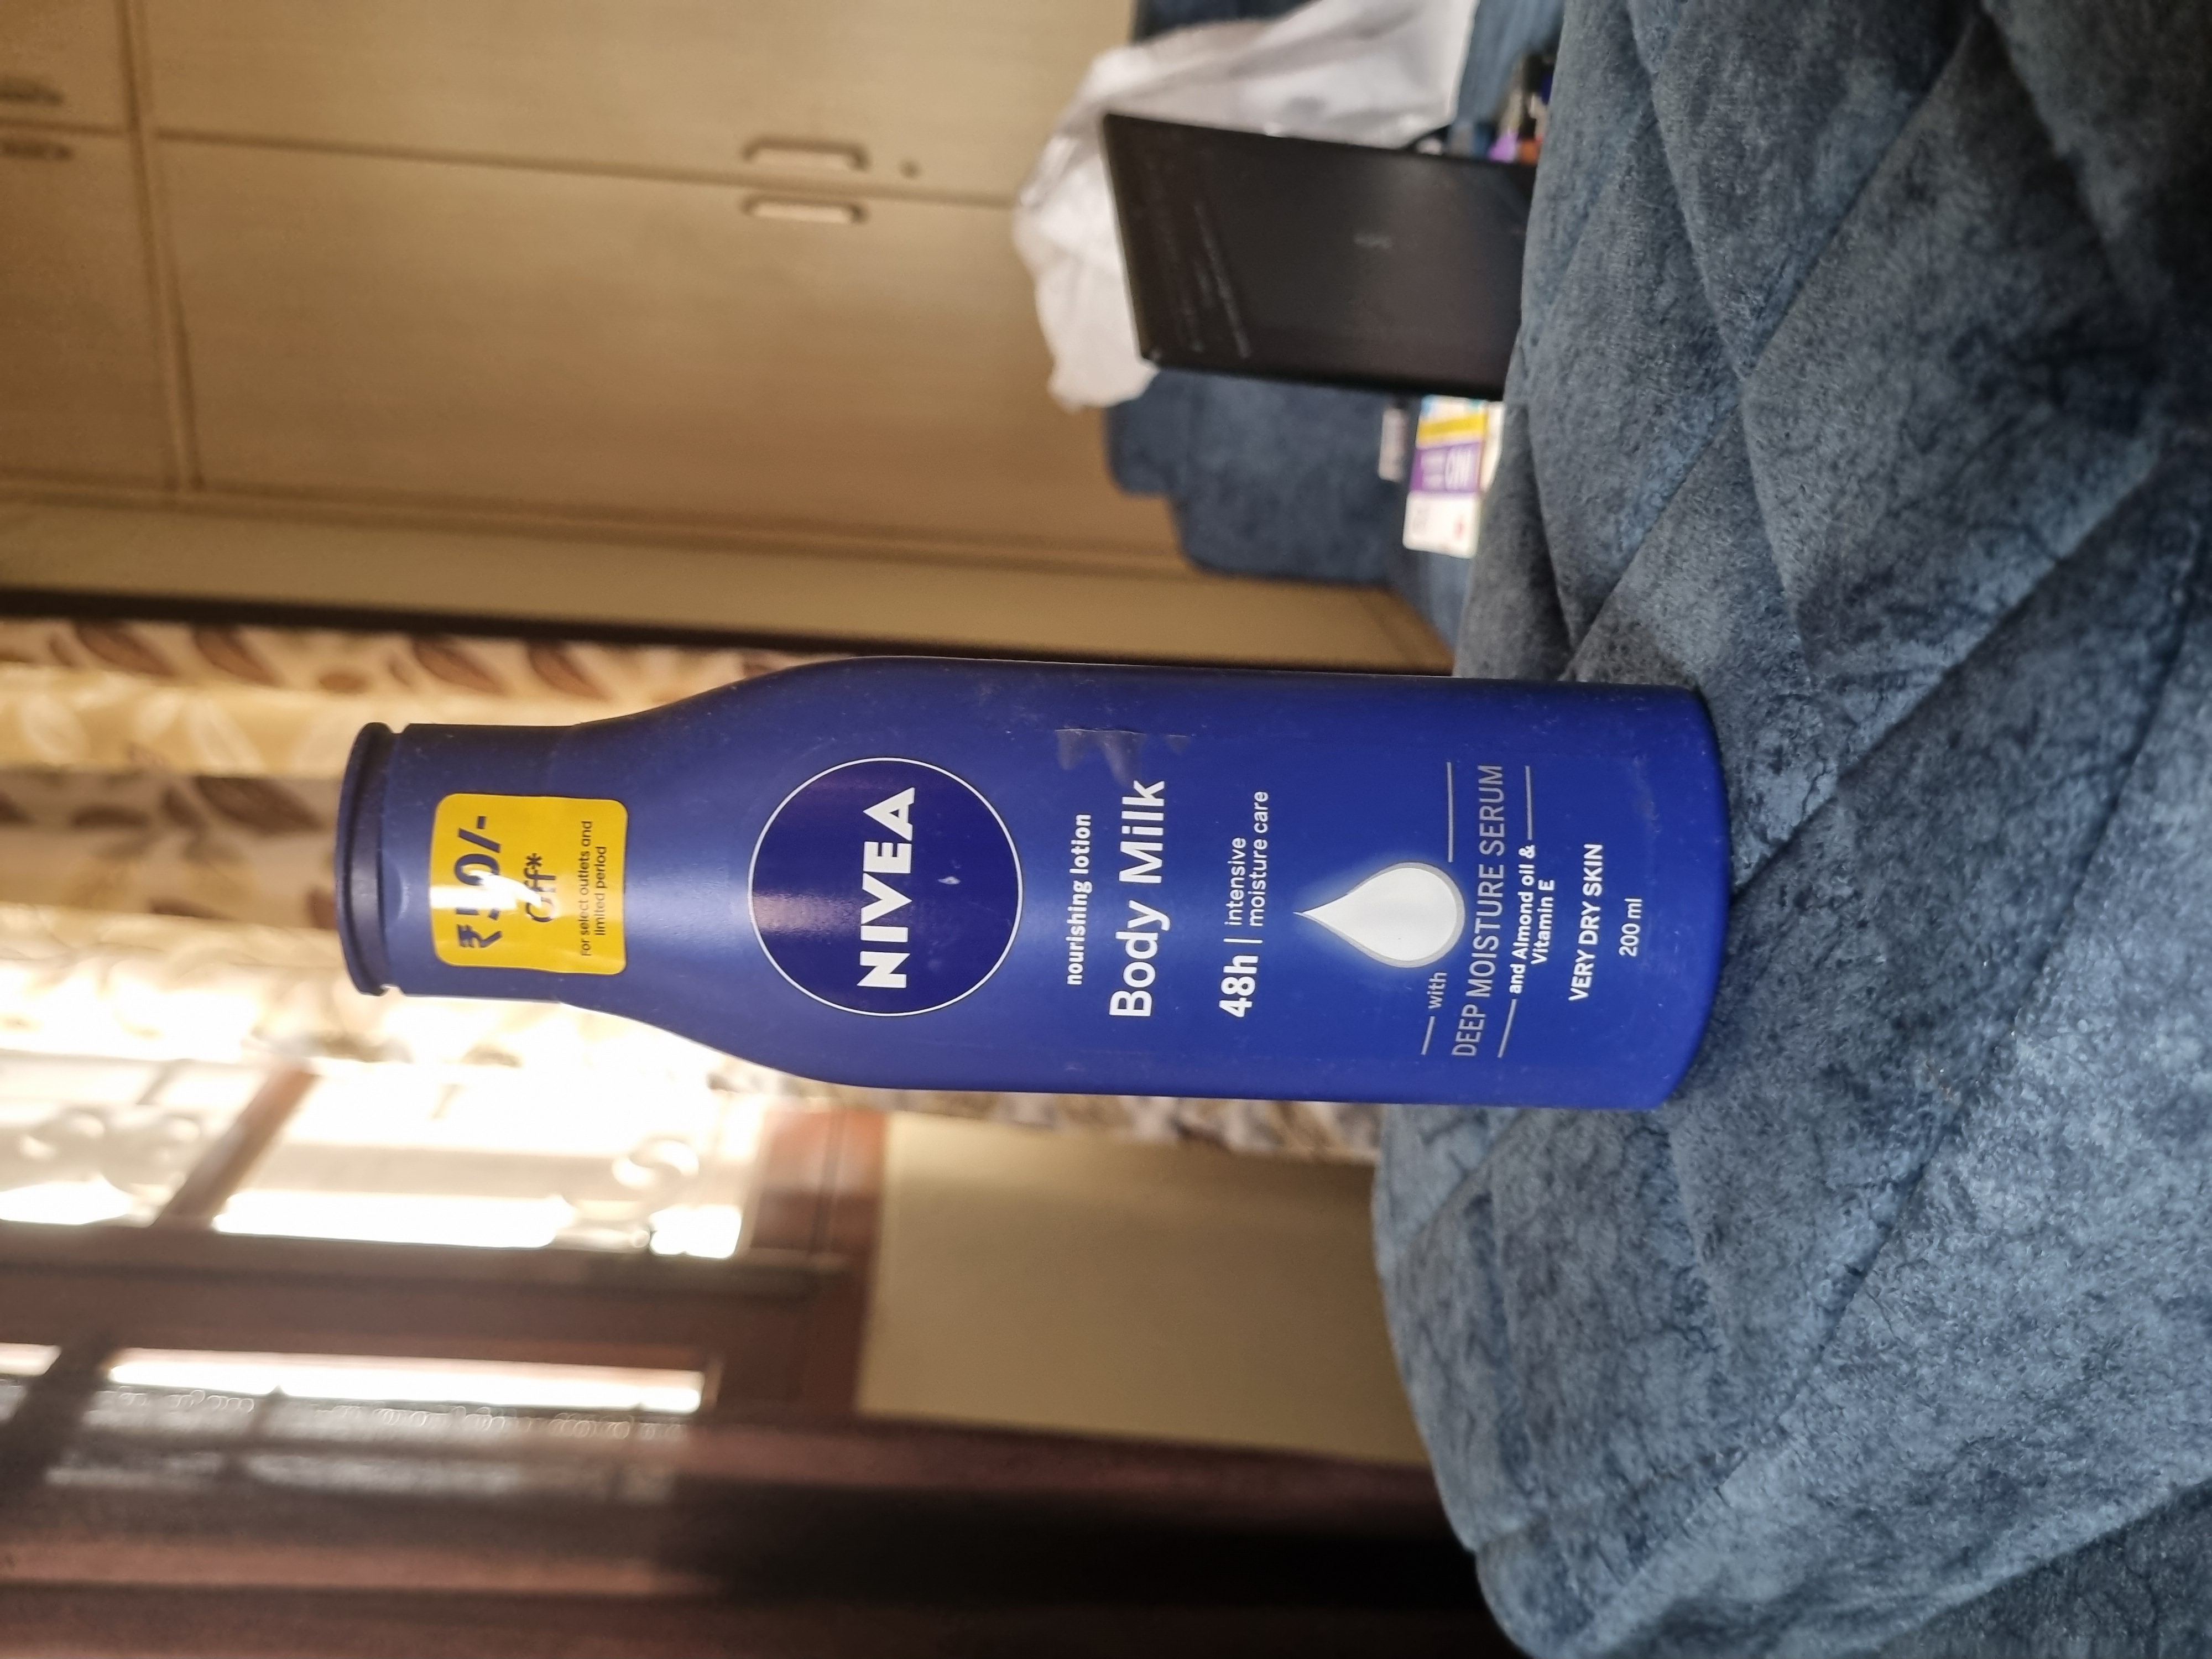 ₹50/-
Off*
For select outlets and
limited period
NIVEA
nourishing lotion
Body Milk
48h | intensive
moisture care
with
DEEP MOISTURE SERUM
and Almond oil &
Vitamin E
VERY DRY SKIN
200 ml